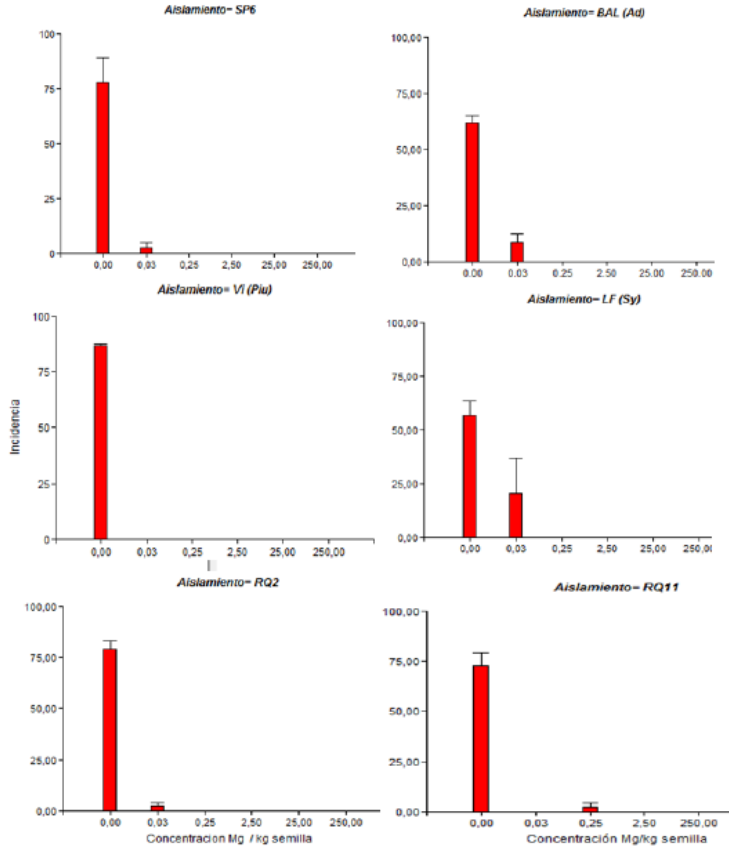 Aislamiento= SP6
100
75
50
25
0
0,00 0,03 0,25 2,50 25,00 250,00
Aislamiento= BAL (Ad)
100,00
75,00
50,00
25,00
0,00
0.00 0.03 0.25 2.50 25.00 250.00
Aislamiento= VI (Piu)
Incidencia
100
75
50
25
0
0,00 0,03 0,25 2,50 25,00 250,00
Aislamiento= LF (Sy)
100,00
75,00
50,00
25,00
0,00
0,00 0,03 0,25 2,50 25,00 250,0
Aislamiento= RQ2
100,00
75,00
50,00
25,00
0,00
0,00 0,03 0,25 2,50 25,00 250,00
Concentracion Mg / kg semilla
Aislamiento= RQ11
100,00
75,00
50,00
25,00
0,00
0,00 0,03 0,25 2,50 250,00
Concentración Mg/kg semilla